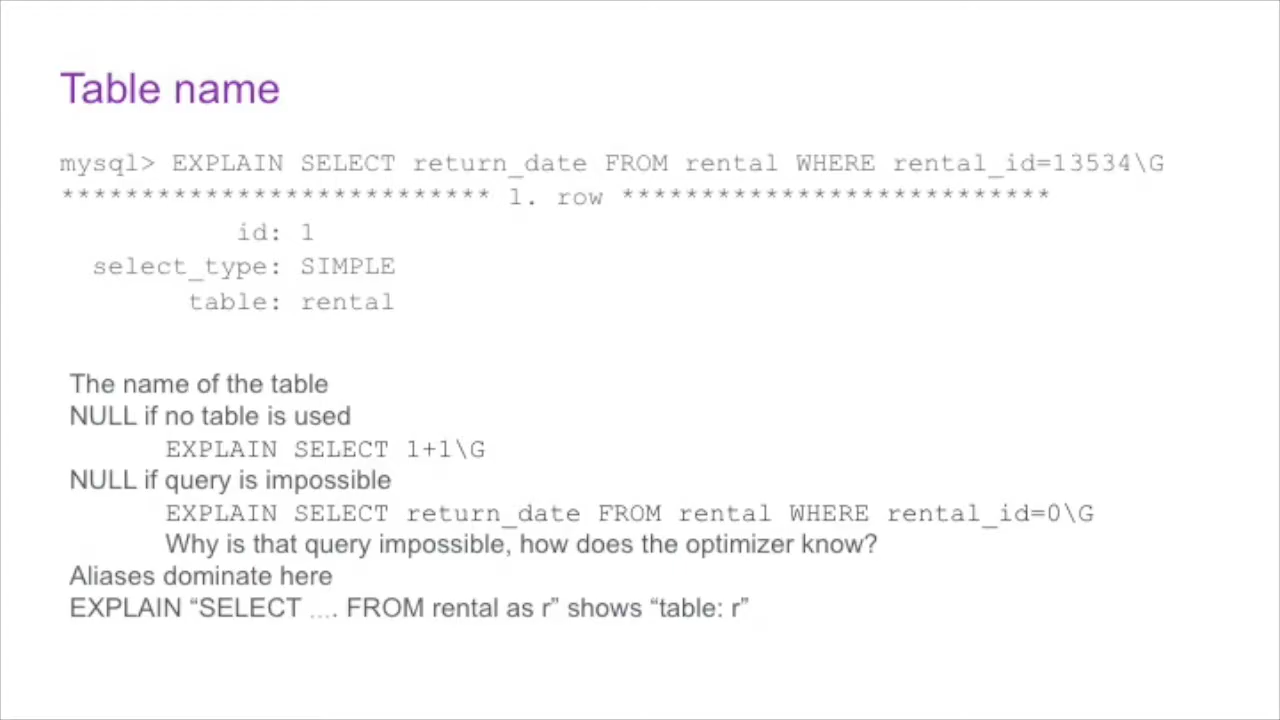 Table name
mysql> EXPLAIN SELECT return_date FROM rental WHERE rental_id=13534\G
*************************** 1. row ***************************
id: 1
select_type: SIMPLE
table: rental
The name of the table
NULL if no table is used
EXPLAIN SELECT 1+1\G
NULL if query is impossible
EXPLAIN SELECT return_date FROM rental WHERE rental_id=0\G
Why is that query impossible, how does the optimizer know?
Aliases dominate here
EXPLAIN “SELECT …. FROM rental as r” shows “table: r”